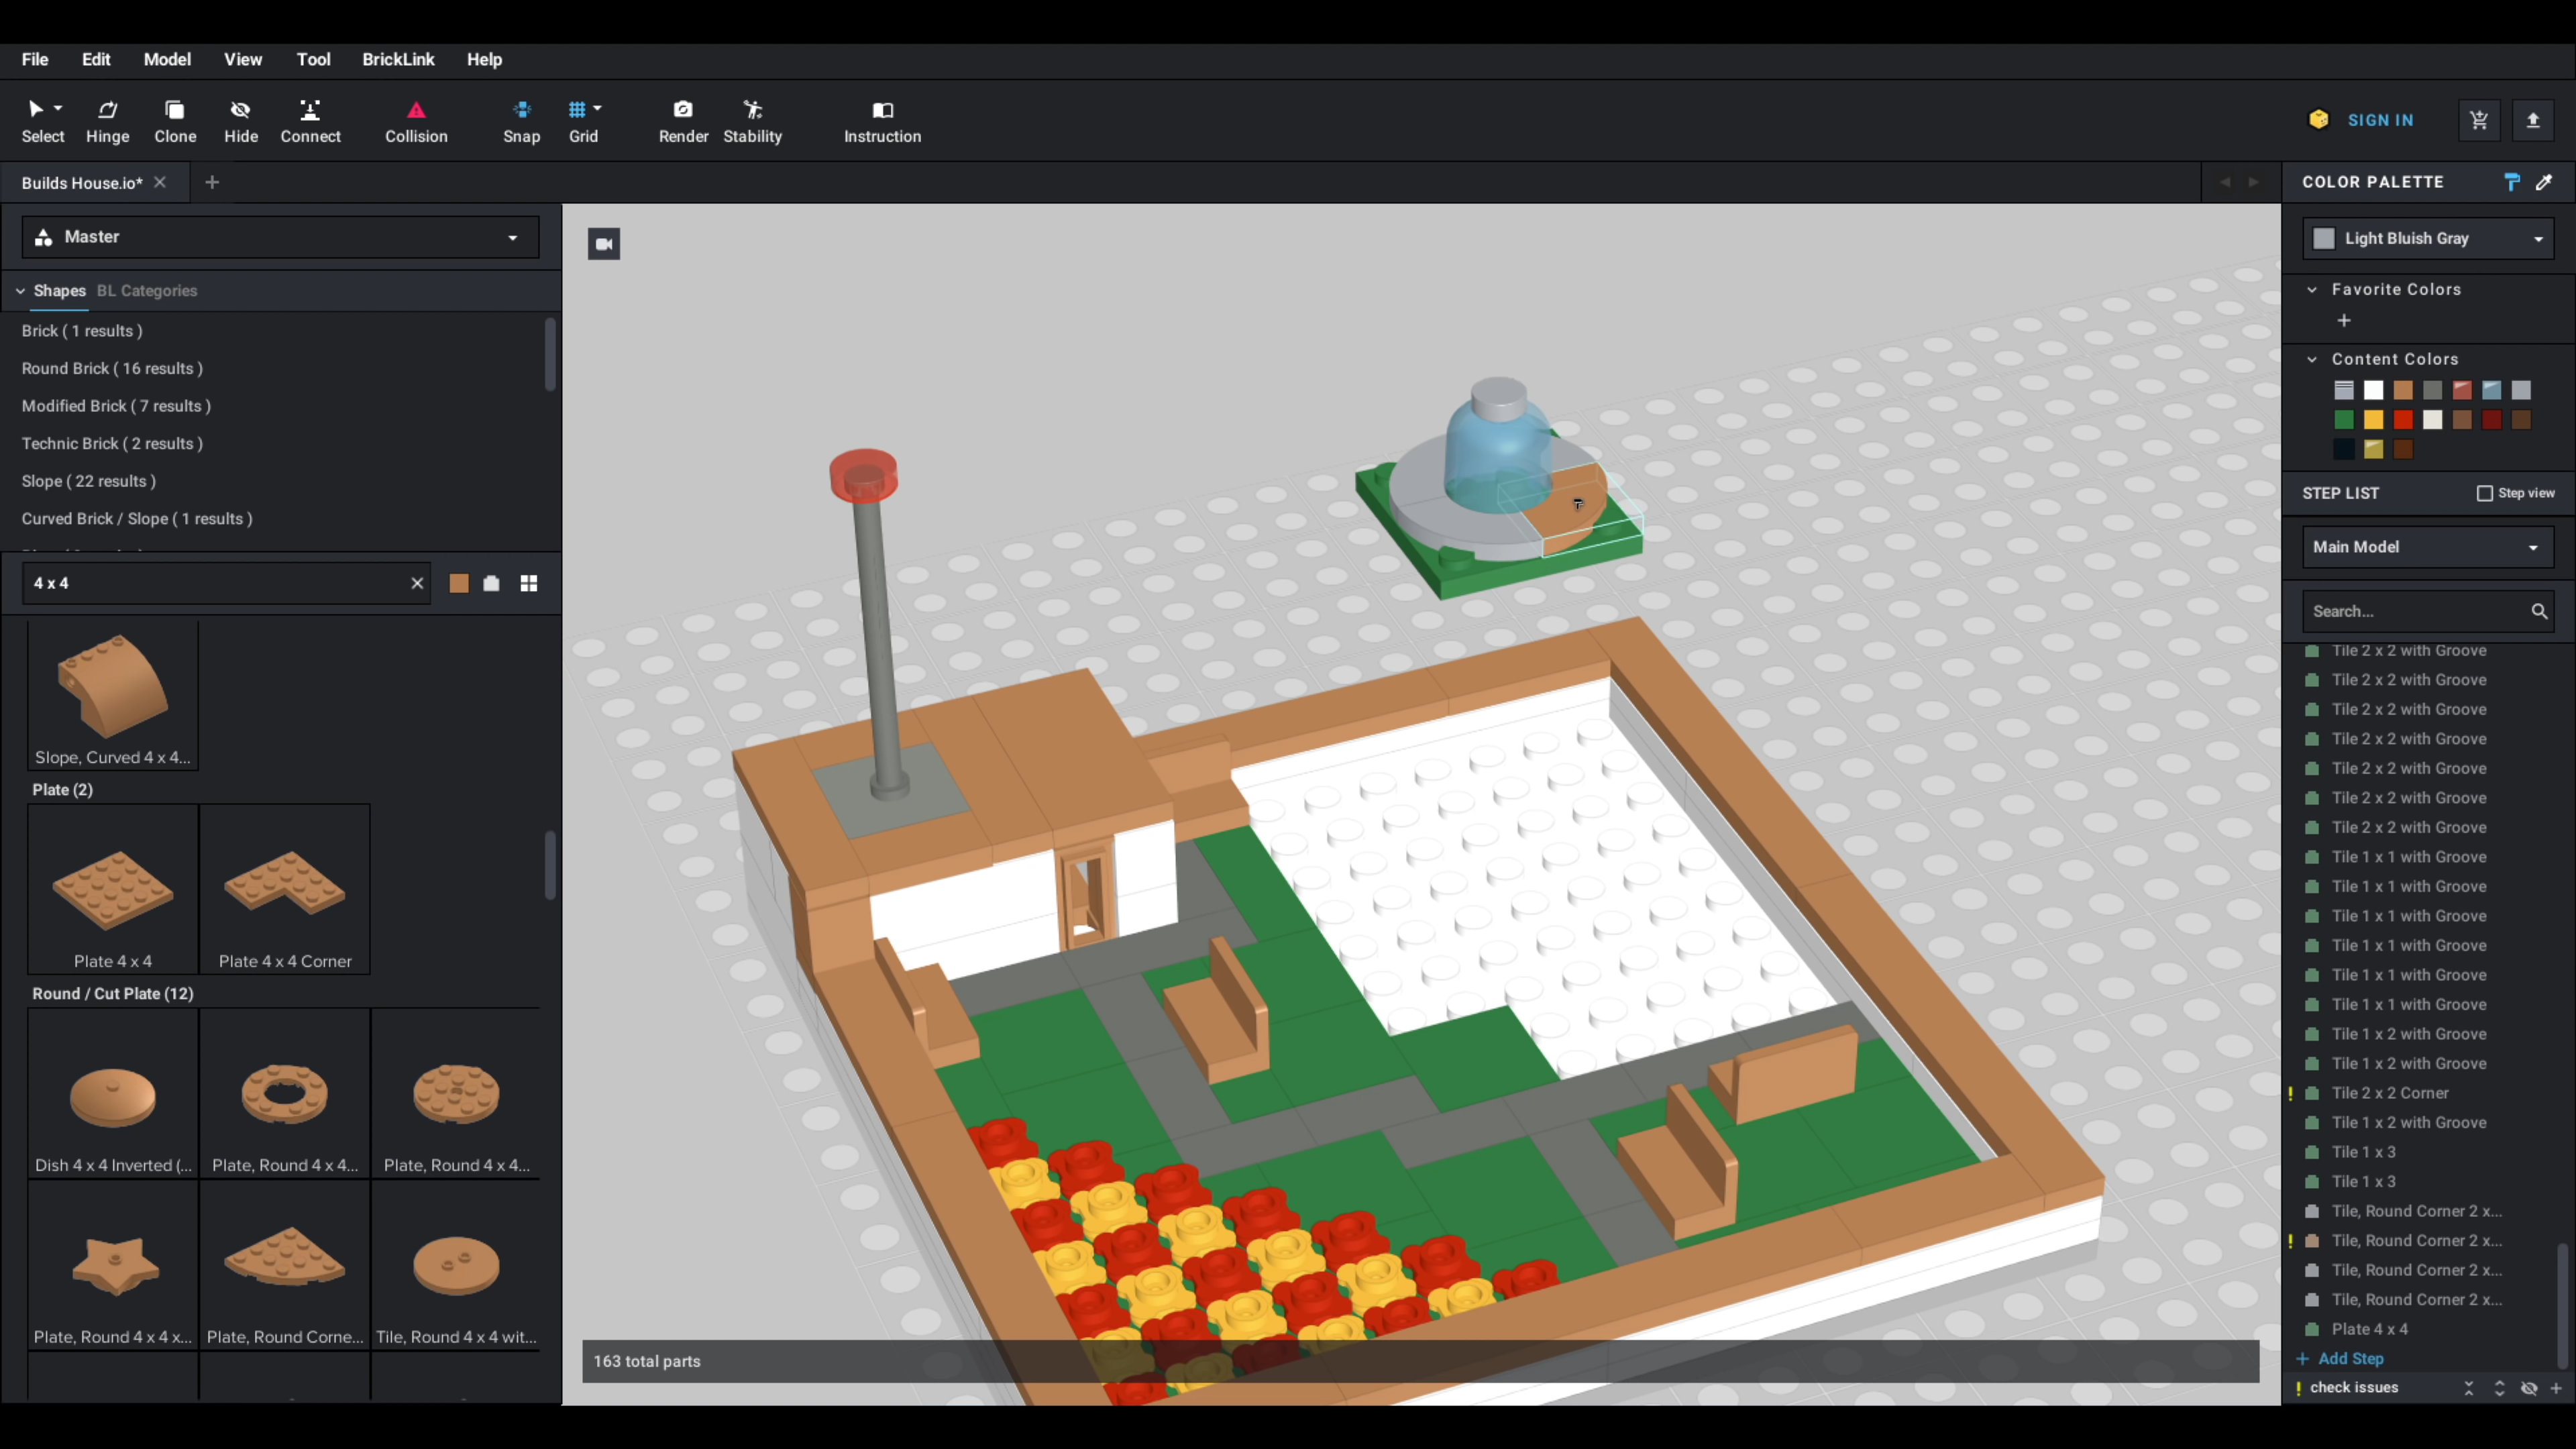 File Edit Model View Tool BrickLink Help
Select Hinge Clone Hide Connect Collision Snap Grid Render Stability Instruction
SIGN IN
Builds House.io*
Master
Shapes BL Categories
Brick ( 1 results )
Round Brick ( 16 results )
Modified Brick ( 7 results )
Technic Brick ( 2 results )
Slope ( 22 results )
Curved Brick / Slope ( 1 results )
4 x 4
Slope, Curved 4 x 4...
Plate (2)
Plate 4 x 4 Plate 4 x 4 Corner
Round / Cut Plate (12)
Dish 4 x 4 Inverted (... Plate, Round 4 x 4... Plate, Round 4 x 4...
Plate, Round 4 x 4 x... Plate, Round Corne... Tile, Round 4 x 4 wit...
163 total parts
COLOR PALETTE
Light Bluish Gray
Favorite Colors
Content Colors
STEP LIST Step view
Main Model
Search...
Tile 2 x 2 with Groove
Tile 2 x 2 with Groove
Tile 2 x 2 with Groove
Tile 2 x 2 with Groove
Tile 2 x 2 with Groove
Tile 2 x 2 with Groove
Tile 2 x 2 with Groove
Tile 1 x 1 with Groove
Tile 1 x 1 with Groove
Tile 1 x 1 with Groove
Tile 1 x 1 with Groove
Tile 1 x 1 with Groove
Tile 1 x 1 with Groove
Tile 1 x 2 with Groove
Tile 1 x 2 with Groove
! Tile 2 x 2 Corner
Tile 1 x 2 with Groove
Tile 1 x 3
Tile 1 x 3
Tile, Round Corner 2 x...
! Tile, Round Corner 2 x...
Tile, Round Corner 2 x...
Tile, Round Corner 2 x...
Plate 4 x 4
+ Add Step
! check issues